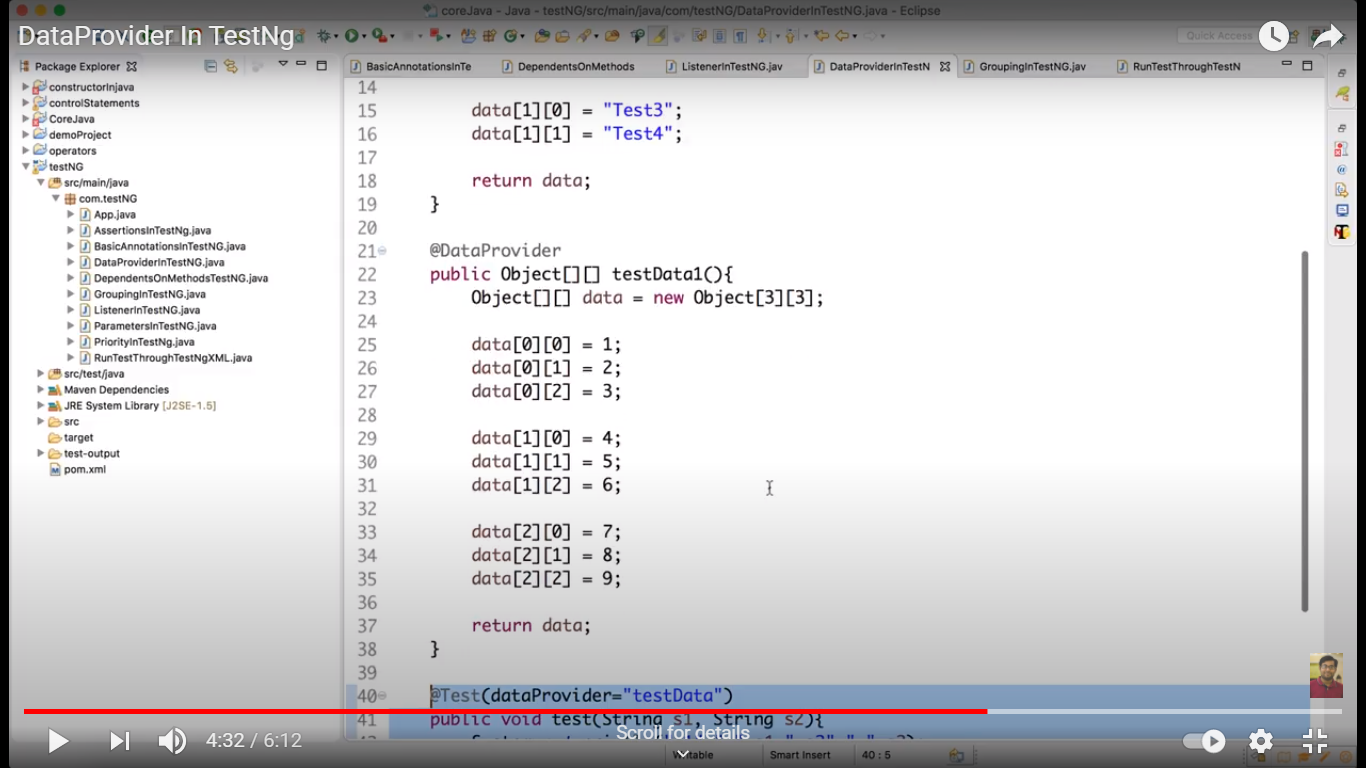 coreJava - Java - testNG/src/main/java/com/testNG/DataProviderInTestNG.java - Eclipse
DataProvider In TestNg
Quick Access
Package Explorer
BasicAnnotationsInTe
DependentsOnMethods
ListenerInTestNG.jav
DataProviderInTestN
GroupingInTestNG.jav
RunTestThroughTestN
constructorInjava
controlStatements
CoreJava
demoProject
operators
testNG
src/main/java
com.testNG
App.java
AssertionsInTestNg.java
BasicAnnotationsInTestNG.java
DataProviderInTestNG.java
DependentsOnMethodsTestNG.java
GroupingInTestNG.java
ListenerInTestNG.java
ParametersInTestNG.java
PriorityInTestNg.java
RunTestThroughTestNgXML.java
src/test/java
Maven Dependencies
JRE System Library [J2SE-1.5]
src
target
test-output
pom.xml
14
15 data[1][0] = "Test3";
16 data[1][1] = "Test4";
17
18 return data;
19 }
20
21 @DataProvider
22 public Object[][] testData1(){
23 Object[][] data = new Object[3][3];
24
25 data[0][0] = 1;
26 data[0][1] = 2;
27 data[0][2] = 3;
28
29 data[1][0] = 4;
30 data[1][1] = 5;
31 data[1][2] = 6;
32
33 data[2][0] = 7;
34 data[2][1] = 8;
35 data[2][2] = 9;
36
37 return data;
38 }
39
40 @Test(dataProvider="testData")
41 public void test(String s1, String s2){
Scroll for details
4:32 / 6:12
Writable
Smart Insert
40 : 5